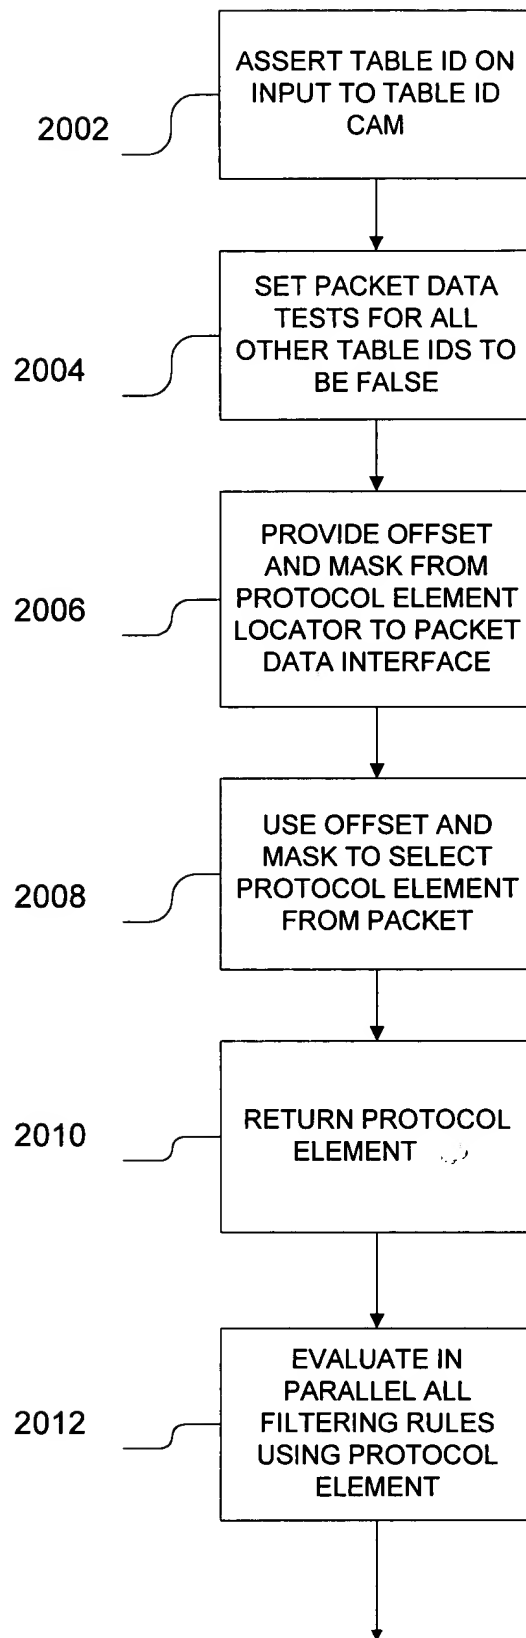 2002
ASSERT TABLE ID ON
INPUT TO TABLE ID
CAM
2004
SET PACKET DATA
TESTS FOR ALL
OTHER TABLE IDS TO
BE FALSE
2006
PROVIDE OFFSET
AND MASK FROM
PROTOCOL ELEMENT
LOCATOR TO PACKET
DATA INTERFACE
2008
USE OFFSET AND
MASK TO SELECT
PROTOCOL ELEMENT
FROM PACKET
2010
RETURN PROTOCOL
ELEMENT
2012
EVALUATE IN
PARALLEL ALL
FILTERING RULES
USING PROTOCOL
ELEMENT